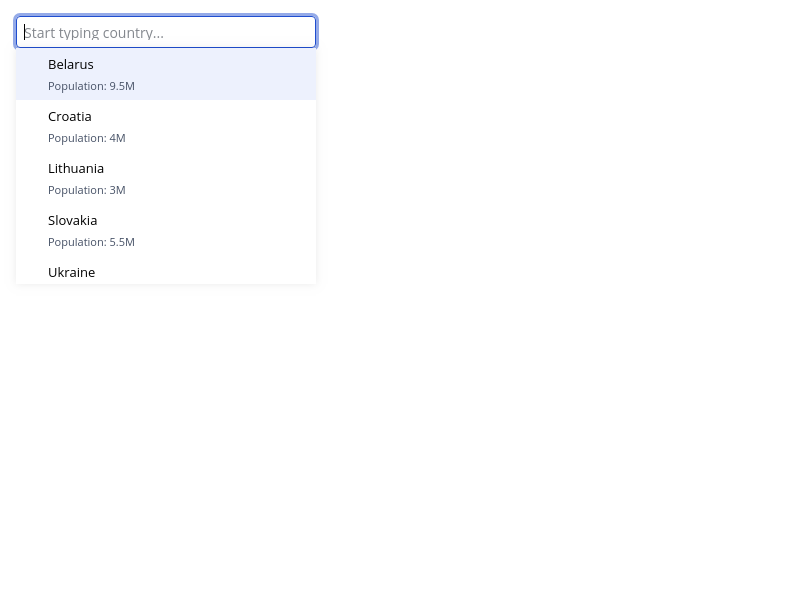 Start typing country...
Belarus
Population: 9.5M
Croatia
Population: 4M
Lithuania
Population: 3M
Slovakia
Population: 5.5M
Ukraine